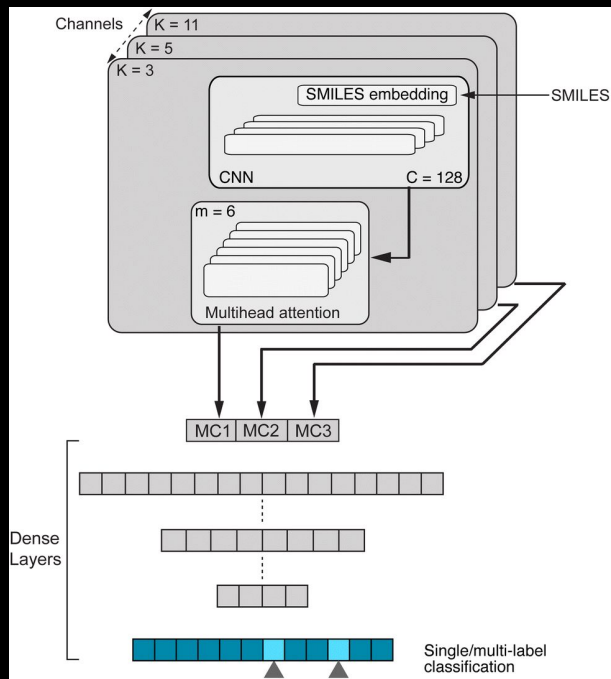 Channels
K = 11
K = 5
K = 3
SMILES embedding
SMILES
CNN
C = 128
m = 6
Multihead attention
MC1 MC2 MC3
Dense
Layers
Single/multi-label
classification